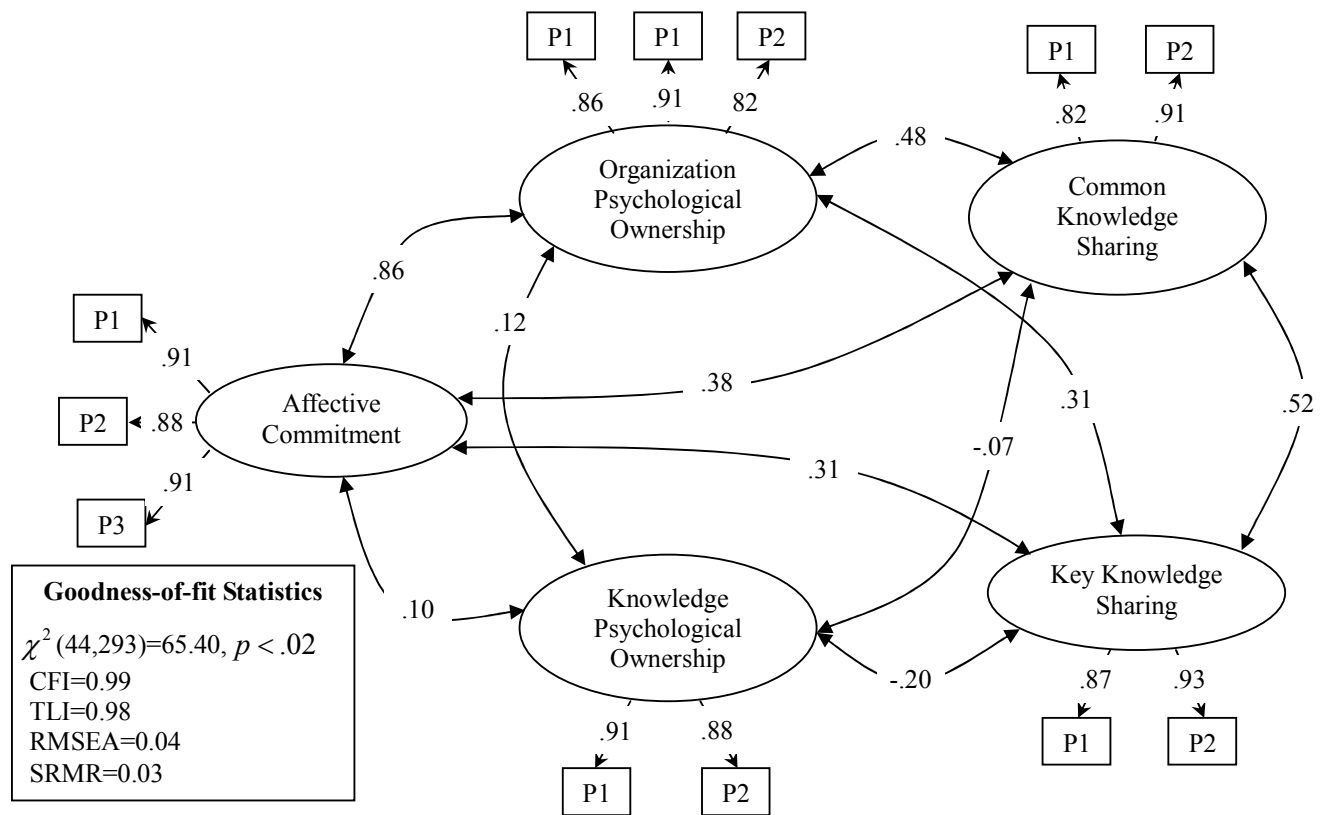 P1
P1
P2
.86
.91
82
P1
P2
.82
.91
Organization
Psychological
Ownership
.48
Common
Knowledge
Sharing
.86
.12
P1
.91
P2
.88
.91
P3
Affective
Commitment
.38
.31
.52
-.07
.31
.10
Knowledge
Psychological
Ownership
-.20
Key Knowledge
Sharing
.91
.88
P1
P2
.87
.93
P1
P2
Goodness-of-fit Statistics
χ² (44,293)=65.40, p < .02
CFI=0.99
TLI=0.98
RMSEA=0.04
SRMR=0.03